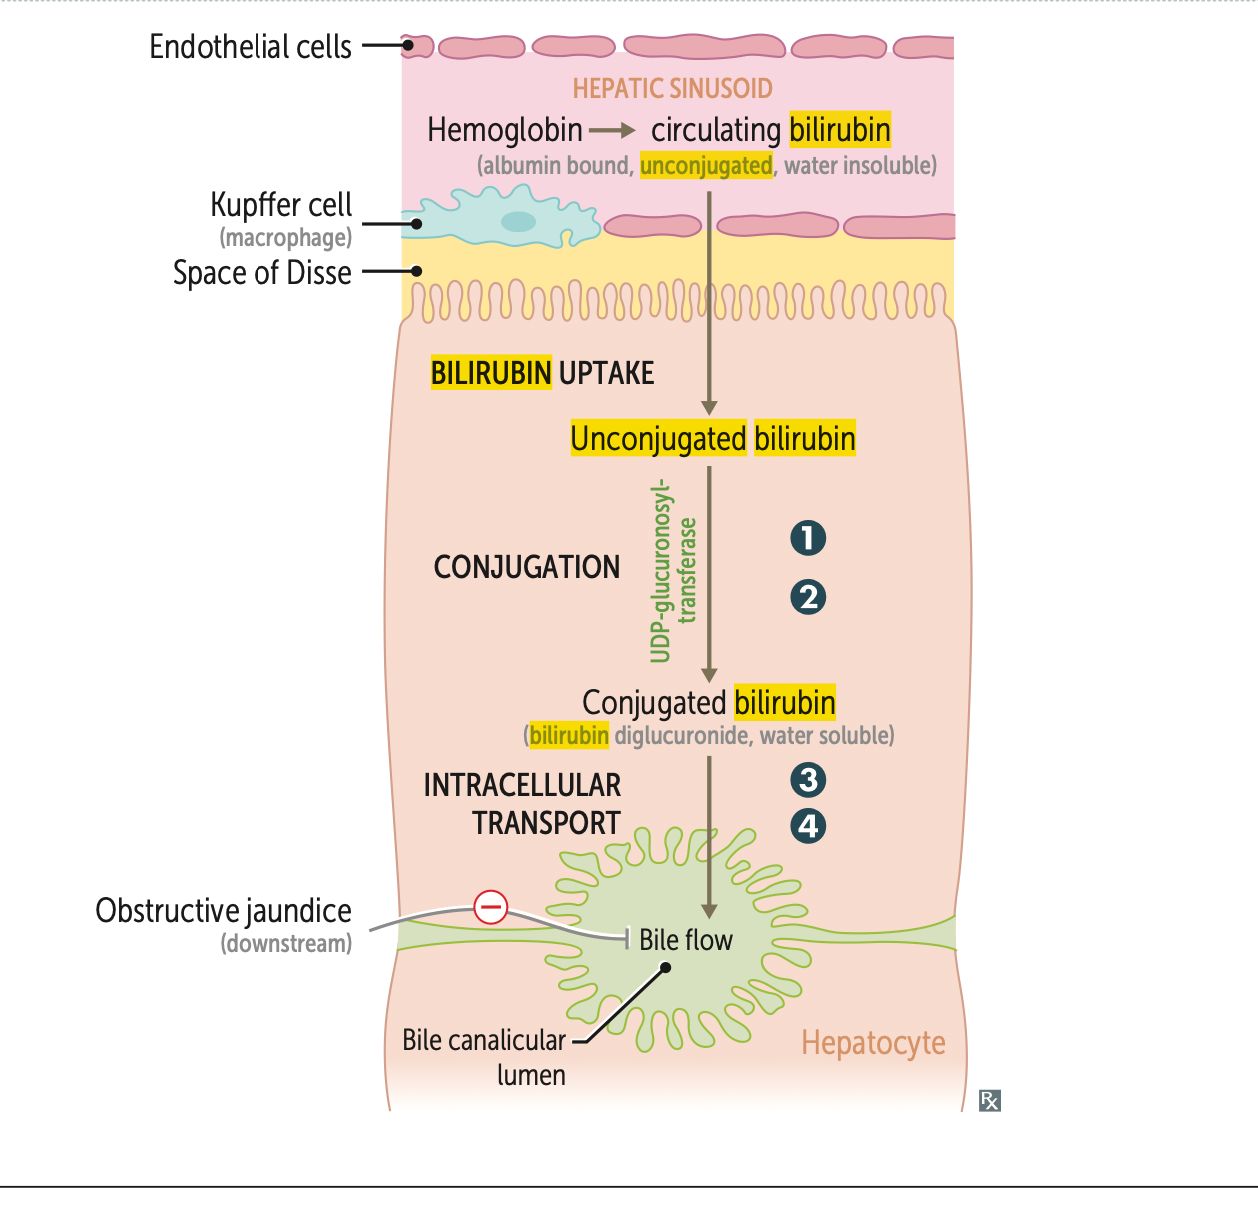 Endothelial cells
HEPATIC SINUSOID
Hemoglobin → circulating bilirubin
(albumin bound, unconjugated, water insoluble)
Kupffer cell
(macrophage)
Space of Disse
BILIRUBIN UPTAKE
Unconjugated bilirubin
UDP-glucuronosyl-
transferase
CONJUGATION
1
2
Conjugated bilirubin
(bilirubin diglucuronide, water soluble)
INTRACELLULAR
TRANSPORT
3
4
Obstructive jaundice
(downstream)
Bile flow
Bile canalicular
lumen
Hepatocyte
Rx